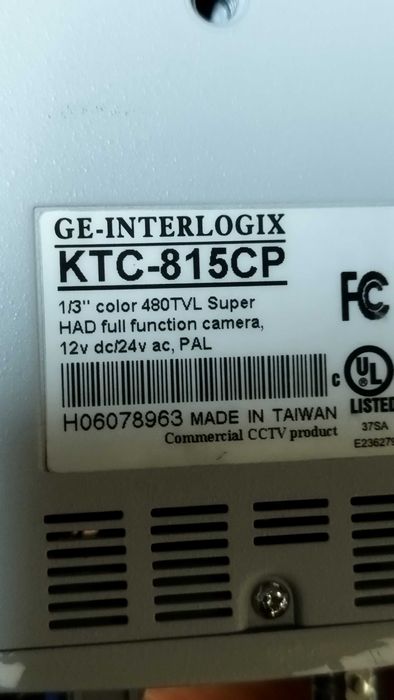 GE-INTERLOGIX
KTC-815CP
1/3" color 480TVL Super
HAD full function camera,
12v dc/24v ac, PAL
FC
C UL
LISTED
H06078963 MADE IN TAIWAN
37SA
Commercial CCTV product
E236279